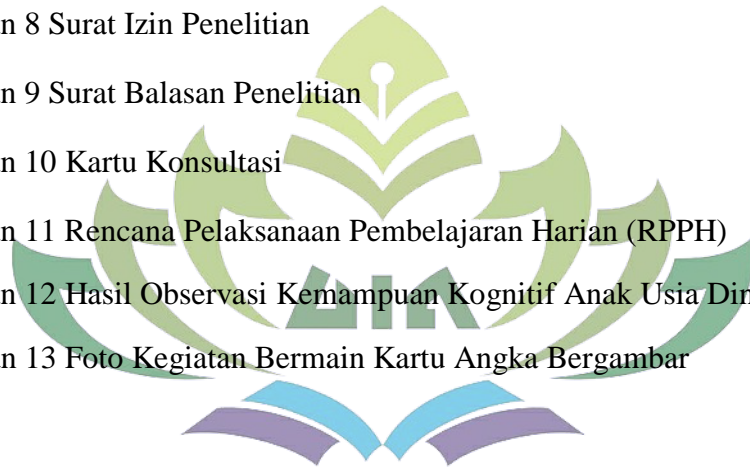 n 8 Surat Izin Penelitian
n 9 Surat Balasan Penelitian
n 10 Kartu Konsultasi
n 11 Rencana Pelaksanaan Pembelajaran Harian (RPPH)
n 12 Hasil Observasi Kemampuan Kognitif Anak Usia Din
n 13 Foto Kegiatan Bermain Kartu Angka Bergambar